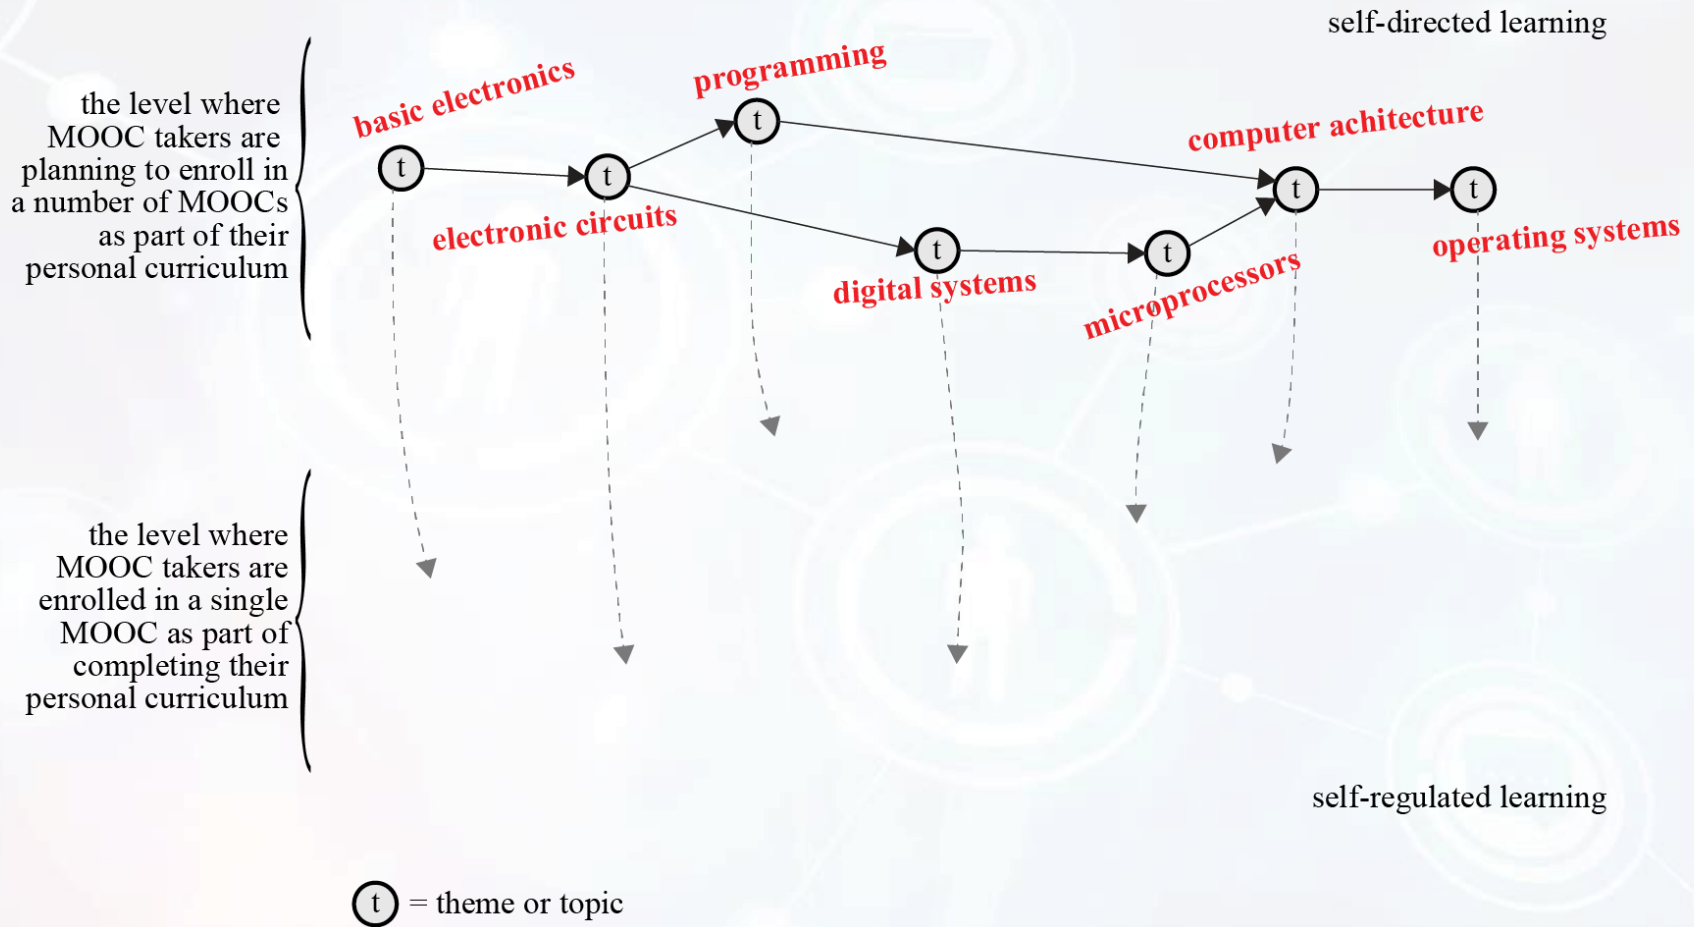 self-directed learning
the level where
MOOC takers are
planning to enroll in
a number of MOOCs
as part of their
personal curriculum
basic electronics
programming
computer achitecture
t
t
t
t
t
electronic circuits
operating systems
t
t
digital systems
microprocessors
the level where
MOOC takers are
enrolled in a single
MOOC as part of
completing their
personal curriculum
self-regulated learning
t = theme or topic